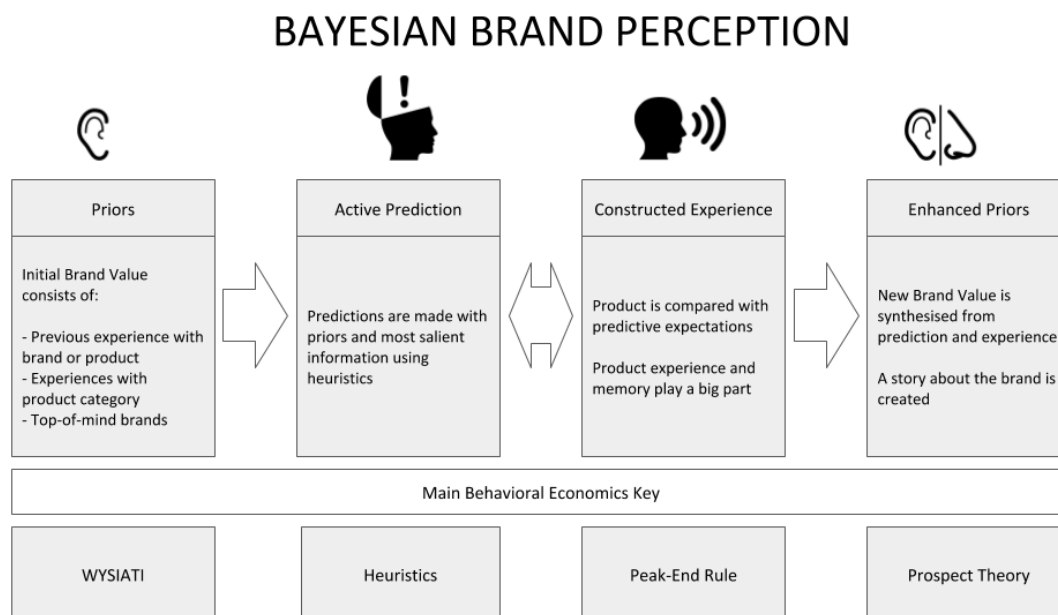 BAYESIAN BRAND PERCEPTION
Priors
Initial Brand Value
consists of:
- Previous experience with
brand or product
- Experiences with
product category
- Top-of-mind brands
Active Prediction
Predictions are made with
priors and most salient
information using
heuristics
Constructed Experience
Product is compared with
predictive expectations
Product experience and
memory play a big part
Enhanced Priors
New Brand Value is
synthesised from
prediction and experience
A story about the brand is
created
Main Behavioral Economics Key
WYSIATI
Heuristics
Peak-End Rule
Prospect Theory